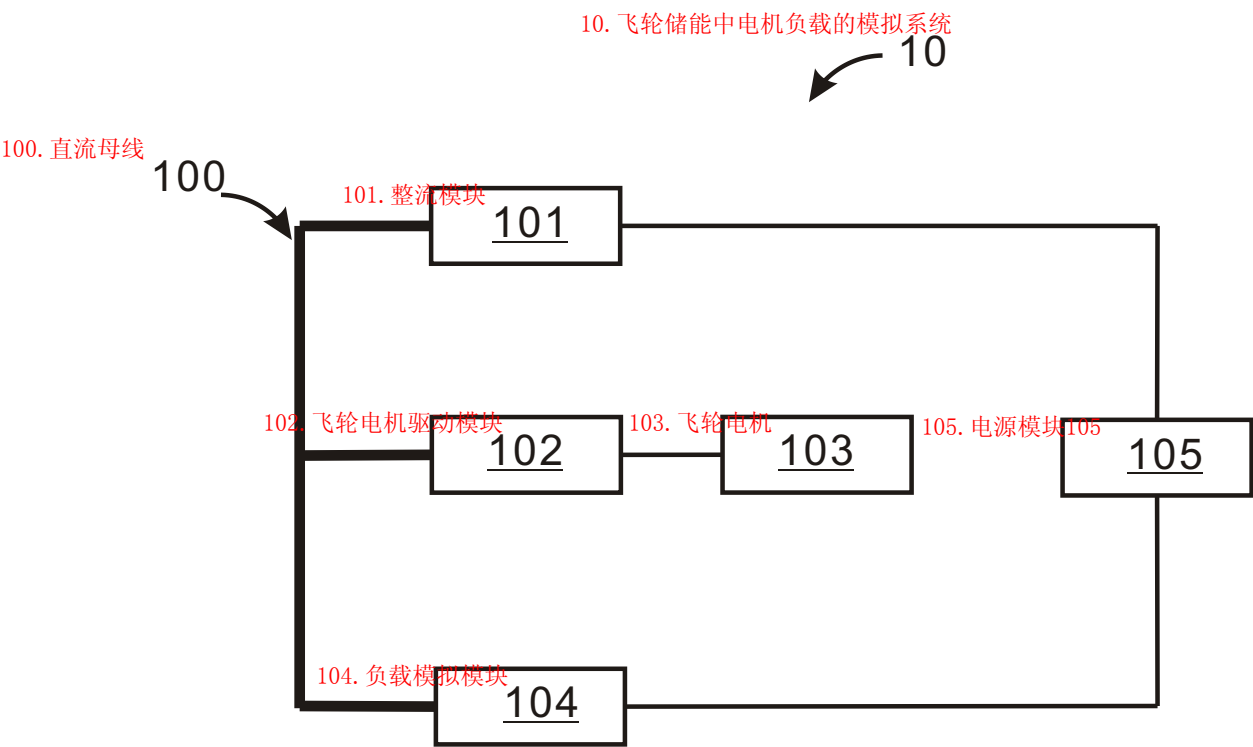 10.飞轮储能中电机负载的模拟系统
10
100.直流母线
100
101.整流模块
101
102.飞轮电机驱动模块
102
103.飞轮电机
103
105.电源模块105
105
104.负载模拟模块
104